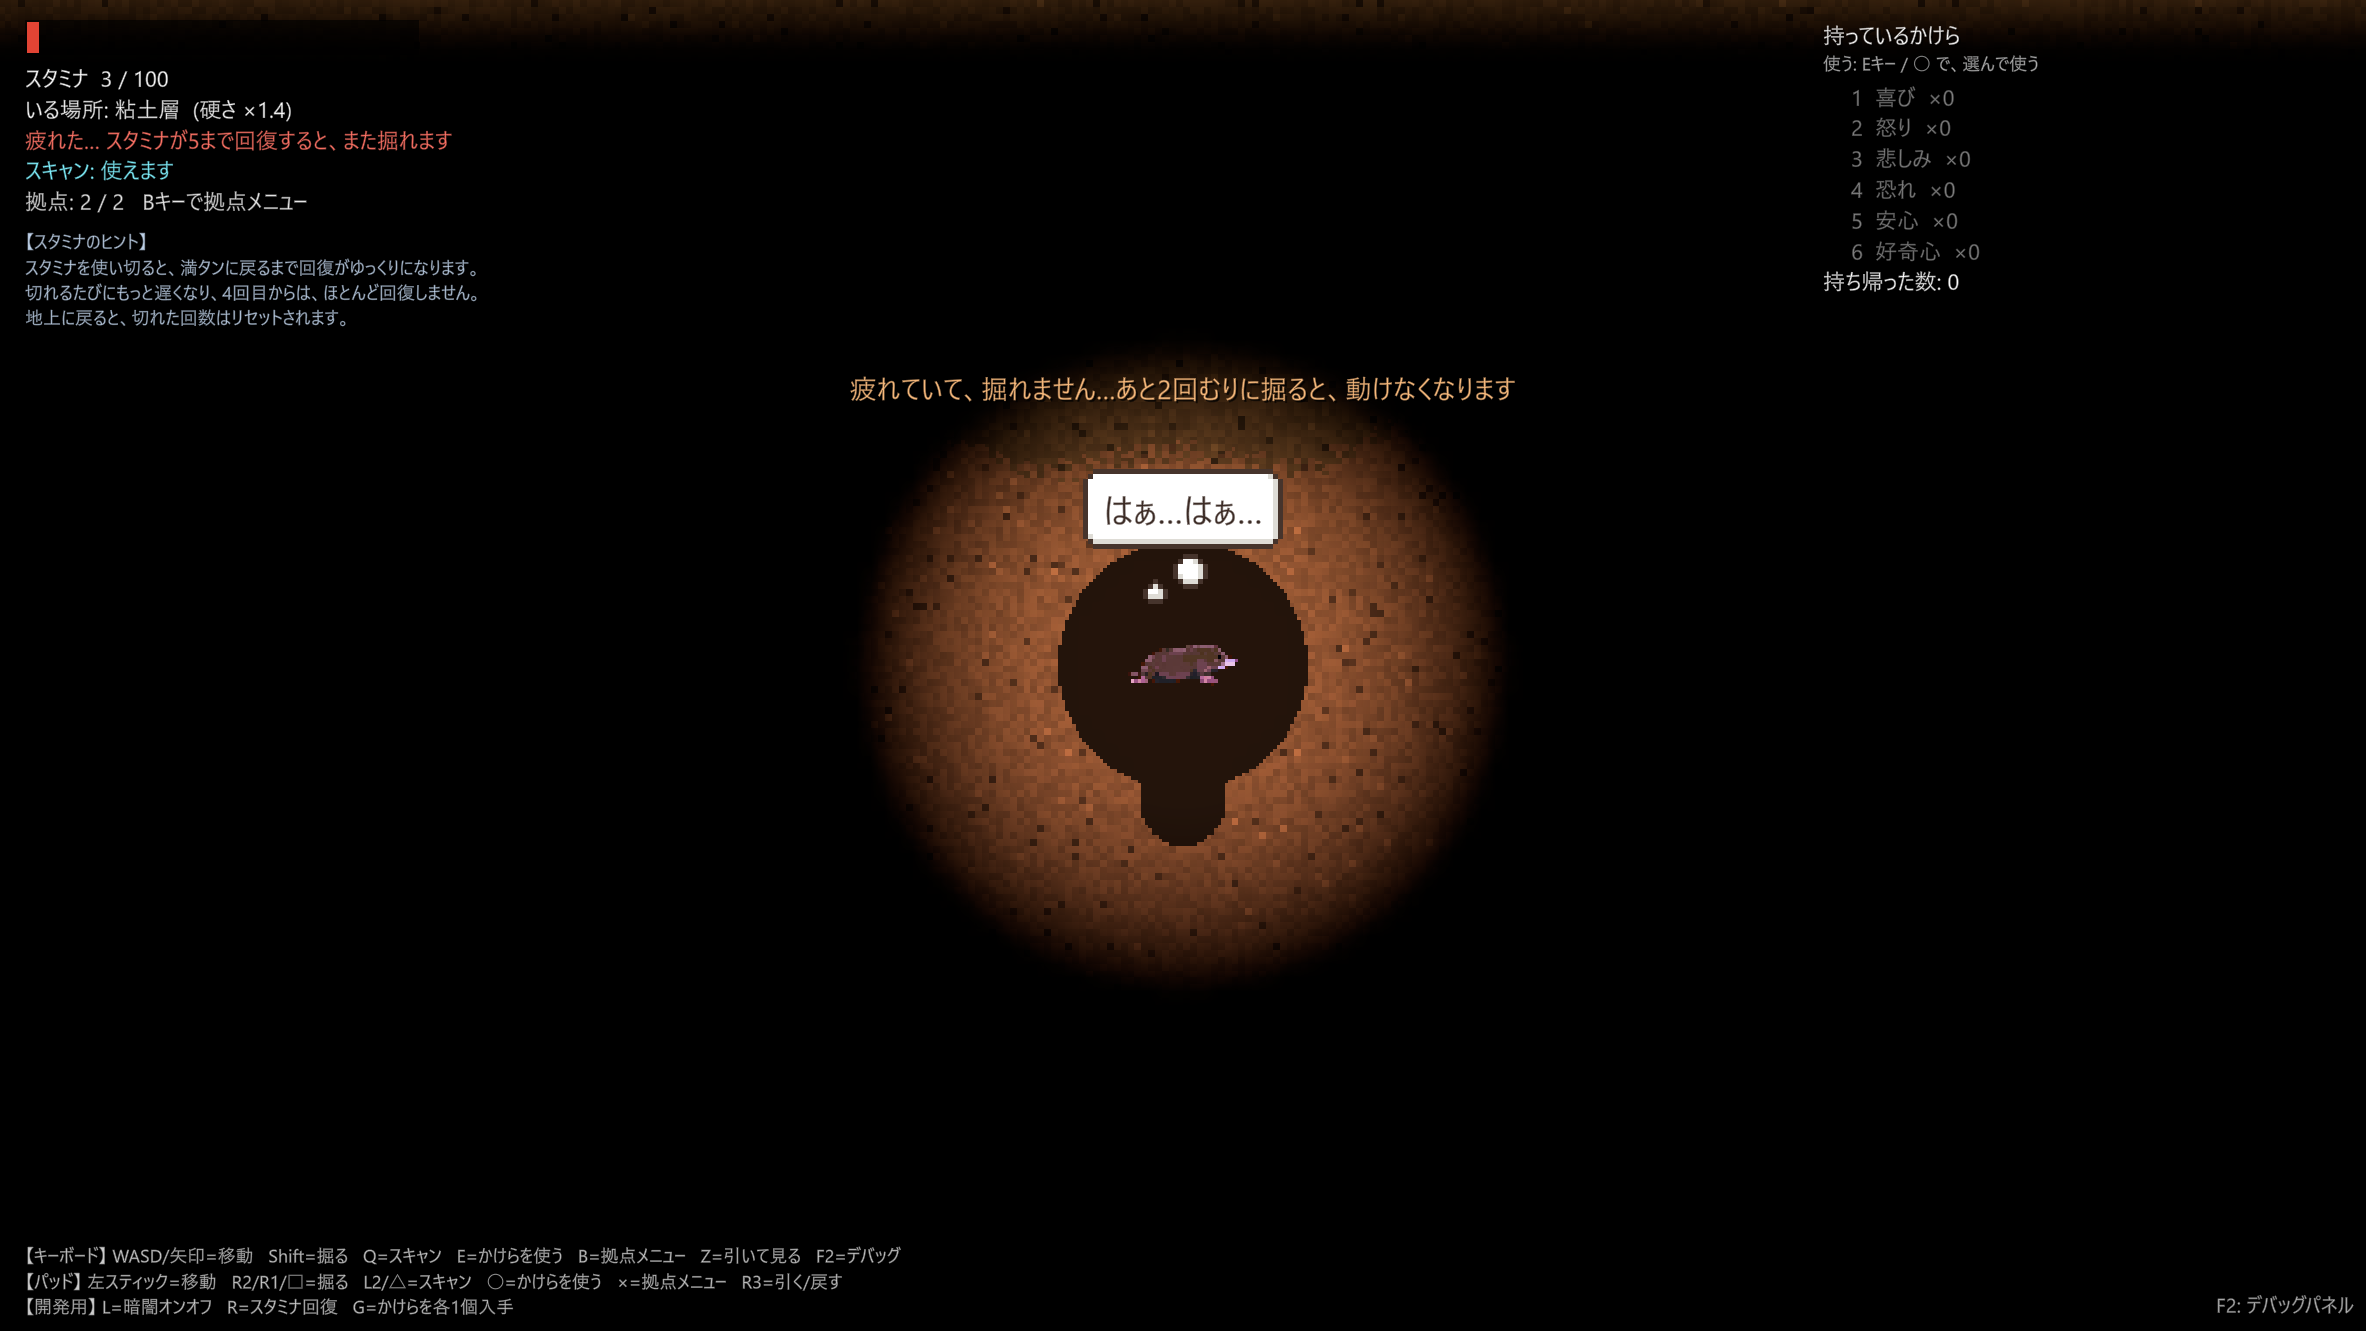 スタミナ 3 / 100
いる場所: 粘土層 (硬さ ×1.4)
疲れた... スタミナが5まで回復すると、また掘れます
スキャン: 使えます
拠点: 2 / 2 Bキーで拠点メニュー
【スタミナのヒント】
スタミナを使い切ると、満タンに戻るまで回復がゆっくりになります。
切れるたびにもっと遅くなり、4回目からは、ほとんど回復しません。
地上に戻ると、切れた回数はリセットされます。
持っているかけら
使う: Eキー / ○ で、選んで使う
1 喜び ×0
2 怒り ×0
3 悲しみ ×0
4 恐れ ×0
5 安心 ×0
6 好奇心 ×0
持ち帰った数: 0
疲れていて、掘れません...あと2回むりに掘ると、動けなくなります
はぁ...はぁ...
【キーボード】 WASD/矢印=移動 Shift=掘る Q=スキャン E=かけらを使う B=拠点メニュー Z=引いて見る F2=デバッグ
【パッド】 左スティック=移動 R2/R1/□=掘る L2/△=スキャン ○=かけらを使う ×=拠点メニュー R3=引く/戻す
【開発用】 L=暗闇オンオフ R=スタミナ回復 G=かけらを各1個入手
F2: デバッグパネル